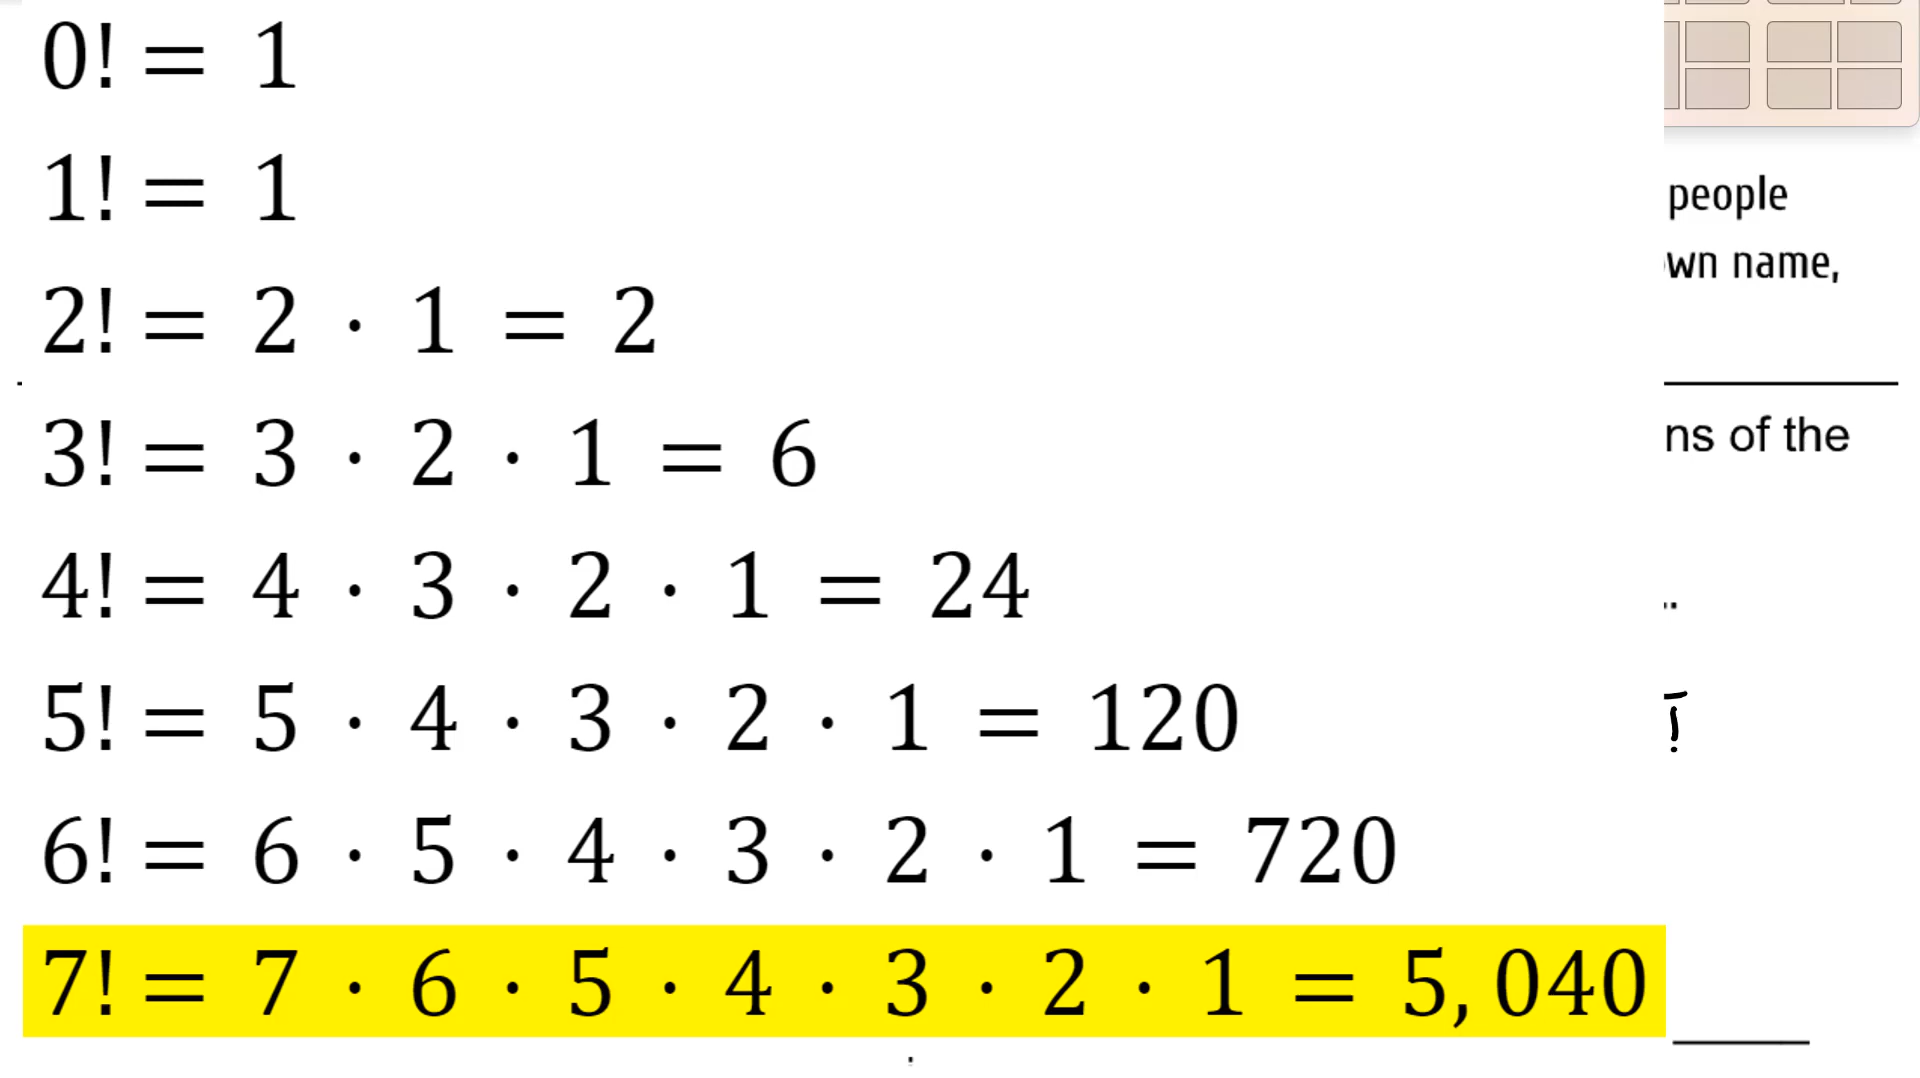 0! = 1
1! = 1
people
wn name,
2! = 2 · 1 = 2
3! = 3 · 2 · 1 = 6
ns of the
4! = 4 · 3 · 2 · 1 = 24
5! = 5 · 4 · 3 · 2 · 1 = 120
6! = 6 · 5 · 4 · 3 · 2 · 1 = 720
7! = 7 · 6 · 5 · 4 · 3 · 2 · 1 = 5,040